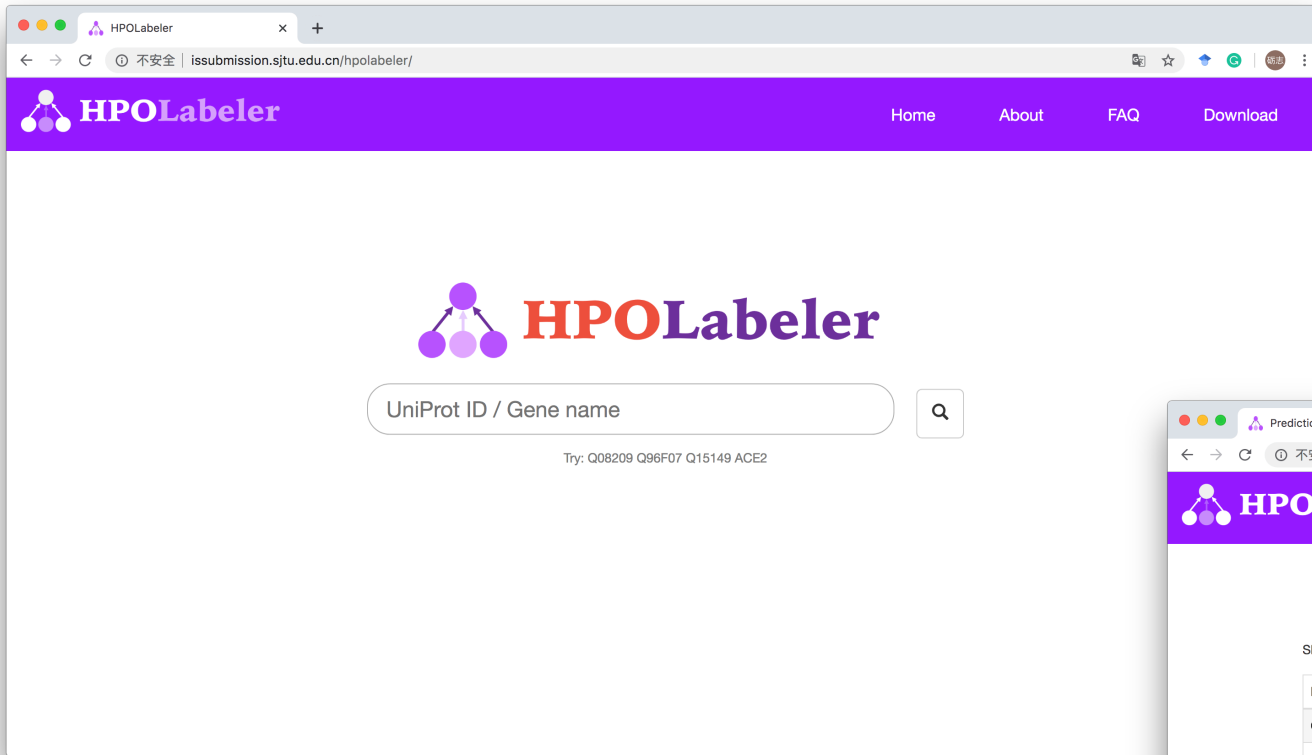 HPOLabeler
不安全 | issubmission.sjtu.edu.cn/hpolabeler/
HPOLabeler
Home About FAQ Download
HPOLabeler
UniProt ID / Gene name
Try: Q08209 Q96F07 Q15149 ACE2
HPO